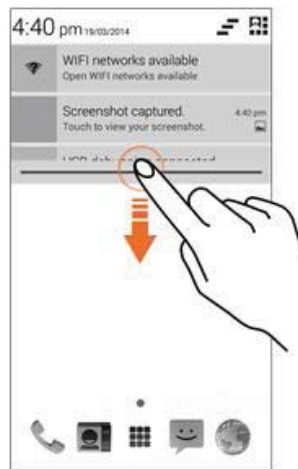 4:40 pm 19/03/2014
WIFI networks available
Open WIFI networks available
Screenshot captured. 4:40 pm
Touch to view your screenshot.